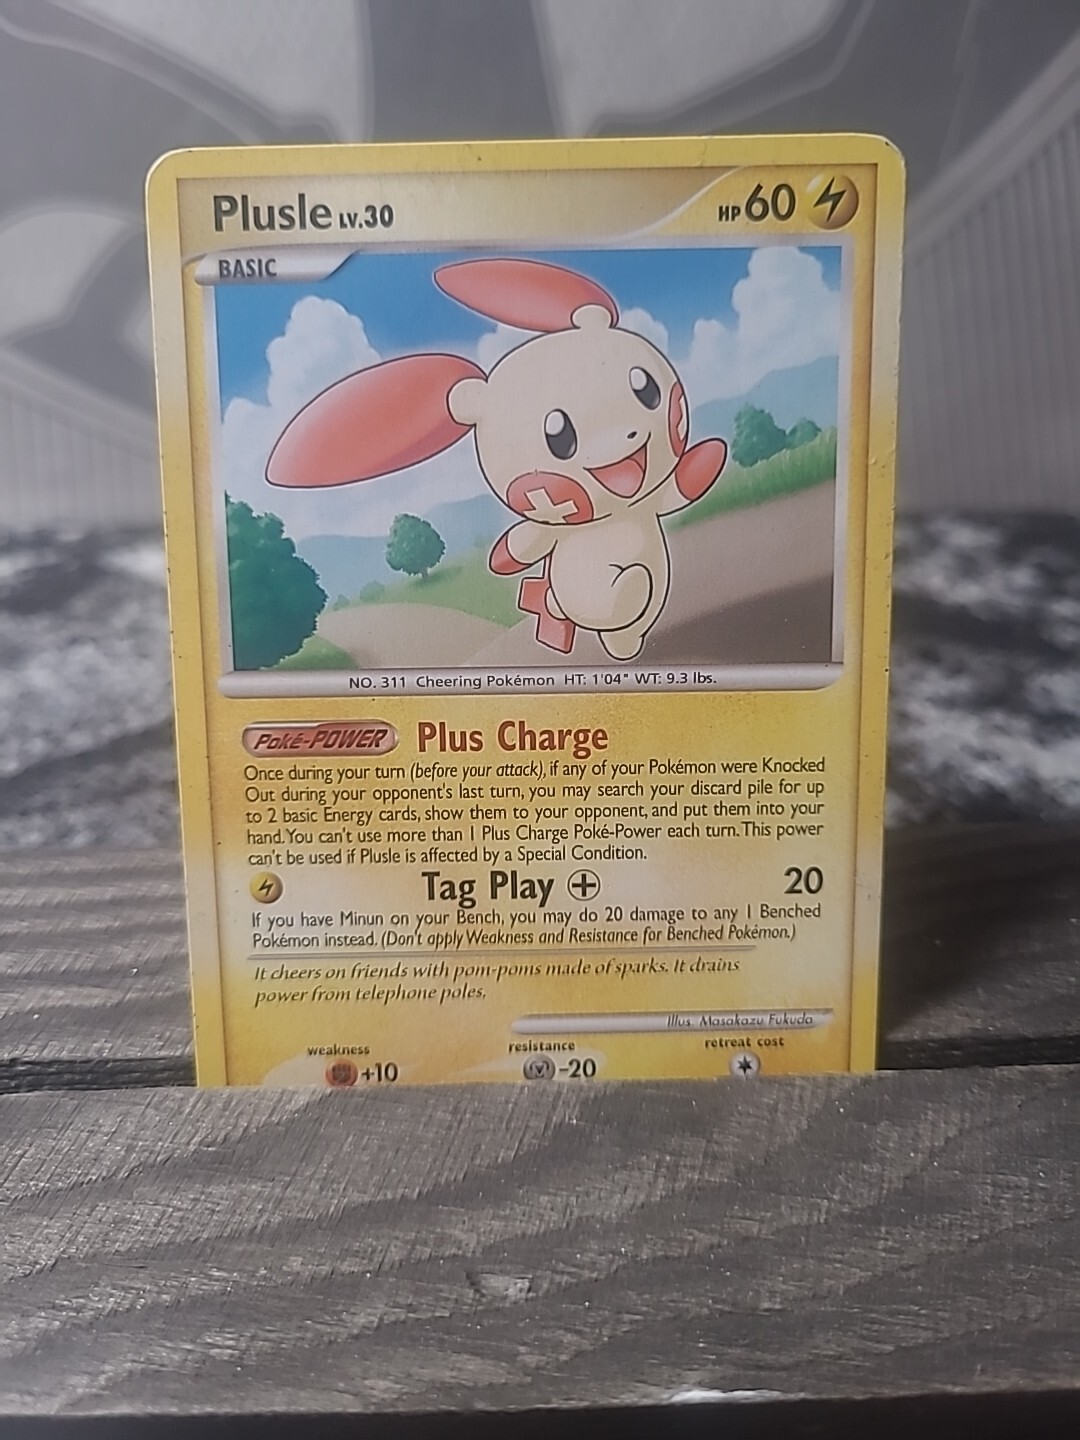 Plusle LV.30 HP 60
BASIC
NO. 311 Cheering Pokémon HT: 1'04" WT: 9.3 lbs.
Poké-POWER Plus Charge
Once during your turn (before your attack), if any of your Pokémon were Knocked
Out during your opponent's last turn, you may search your discard pile for up
to 2 basic Energy cards, show them to your opponent, and put them into your
hand. You can't use more than 1 Plus Charge Poké-Power each turn. This power
can't be used if Plusle is affected by a Special Condition.
Tag Play + 20
If you have Minun on your Bench, you may do 20 damage to any 1 Benched
Pokémon instead. (Don't apply Weakness and Resistance for Benched Pokémon.)
It cheers on friends with pom-poms made of sparks. It drains
power from telephone poles.
Illus. Masakazu Fukuda
weakness resistance retreat cost
+10 -20